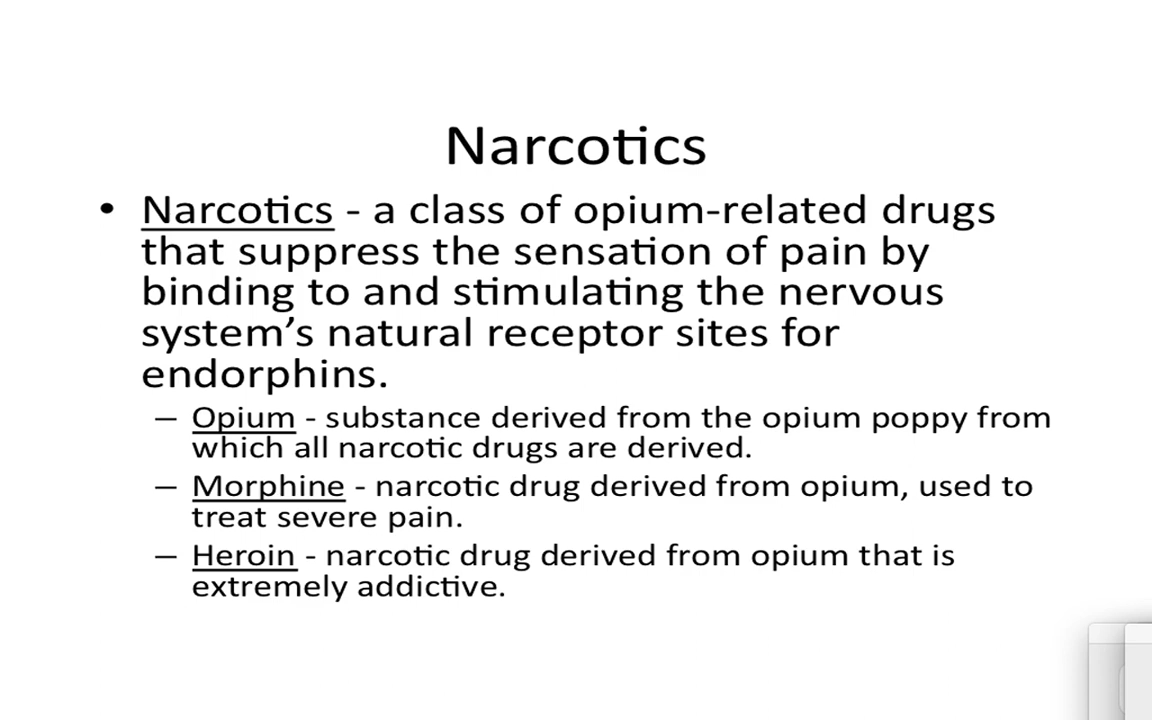 Narcotics
• Narcotics - a class of opium-related drugs
that suppress the sensation of pain by
binding to and stimulating the nervous
system’s natural receptor sites for
endorphins.
– Opium - substance derived from the opium poppy from
which all narcotic drugs are derived.
– Morphine - narcotic drug derived from opium, used to
treat severe pain.
– Heroin - narcotic drug derived from opium that is
extremely addictive.